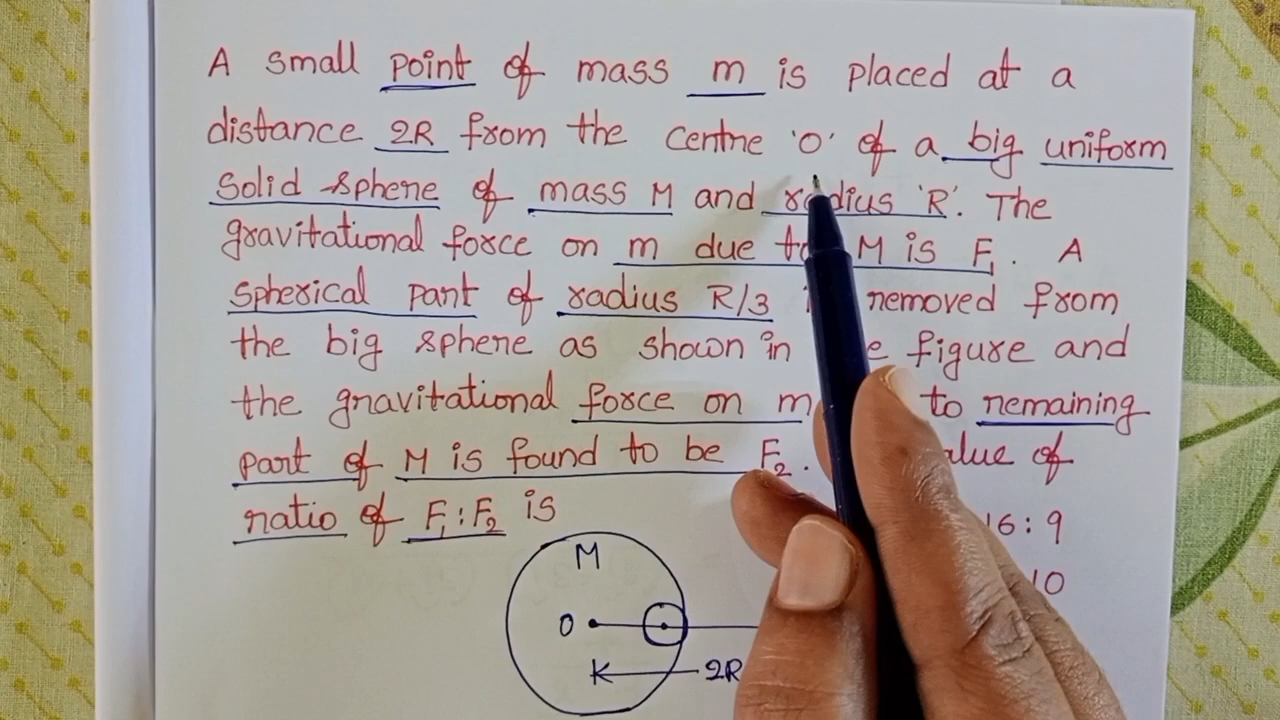 A small point of mass m is placed at a
distance 2R from the centre 'O' of a big uniform
solid sphere of mass M and radius 'R'. The
gravitational force on m due to M is F₁. A
spherical part of radius R/3 removed from
the big sphere as shown in figure and
the gravitational force on m to remaining
part of M is found to be F₂. of
ratio of F₁:F₂ is
16:9
10
M
O
2R